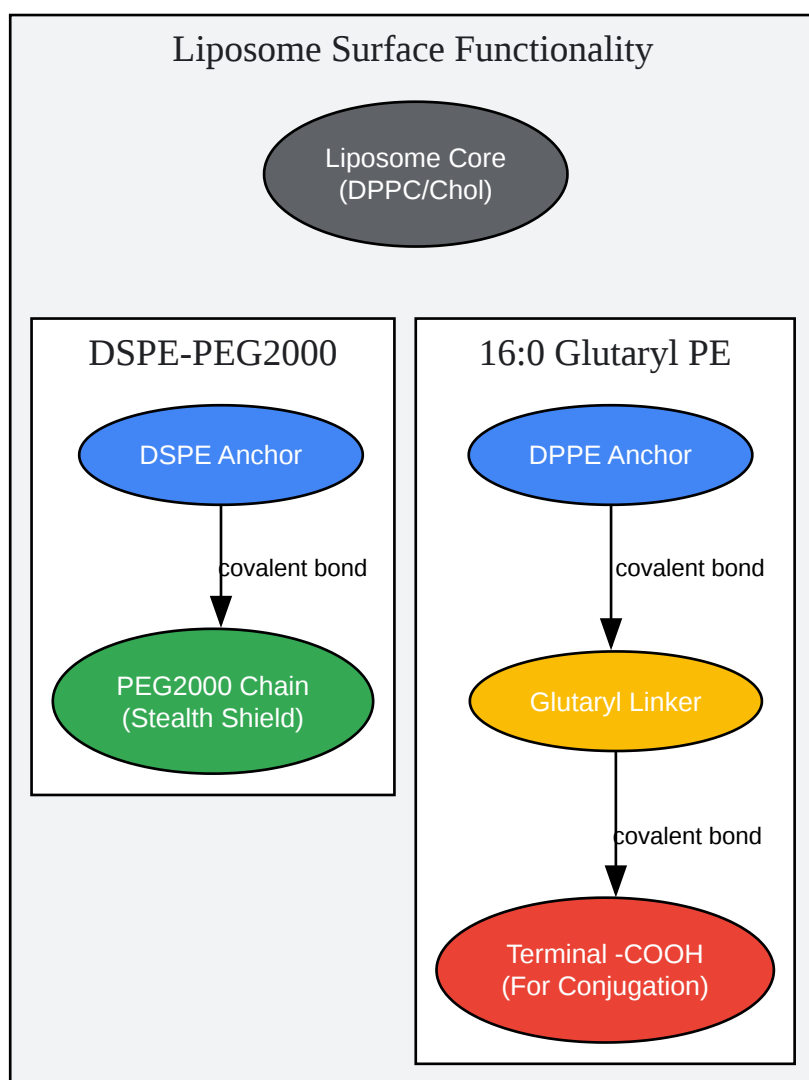 Liposome Surface Functionality
Liposome Core
(DPPC/Chol)
DSPE-PEG2000
DSPE Anchor
covalent bond
PEG2000 Chain
(Stealth Shield)
16:0 Glutaryl PE
DPPE Anchor
covalent bond
Glutaryl Linker
covalent bond
Terminal -COOH
(For Conjugation)